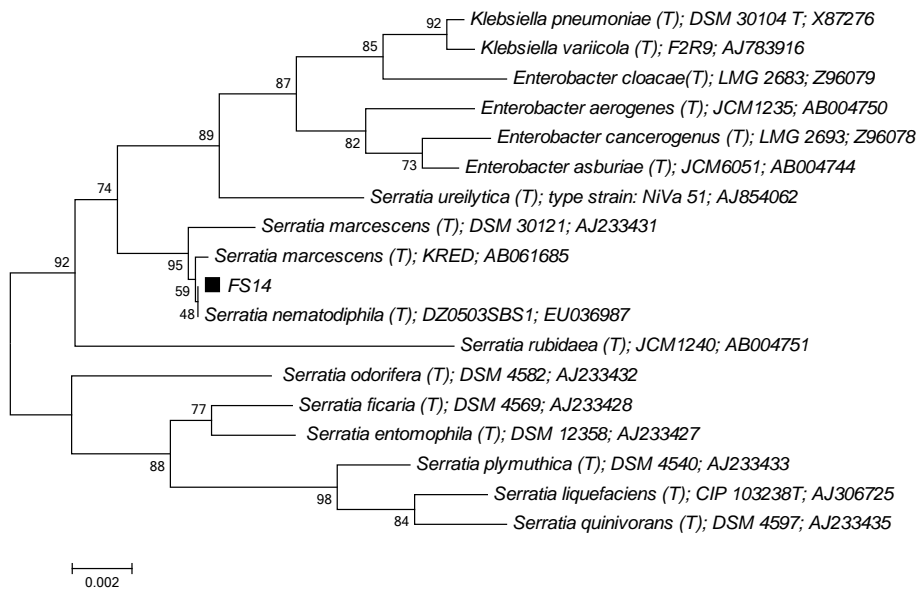 92
Klebsiella pneumoniae (T); DSM 30104 T; X87276
85
Klebsiella variicola (T); F2R9; AJ783916
87
Enterobacter cloacae(T); LMG 2683; Z96079
Enterobacter aerogenes (T); JCM1235; AB004750
89
82
Enterobacter cancerogenus (T); LMG 2693; Z96078
73
Enterobacter asburiae (T); JCM6051; AB004744
74
Serratia ureilytica (T); type strain: NiVa 51; AJ854062
Serratia marcescens (T); DSM 30121; AJ233431
92
95
Serratia marcescens (T); KRED; AB061685
59
FS14
48
Serratia nematodiphila (T); DZ0503SBS1; EU036987
Serratia rubidaea (T); JCM1240; AB004751
Serratia odorifera (T); DSM 4582; AJ233432
77
Serratia ficaria (T); DSM 4569; AJ233428
Serratia entomophila (T); DSM 12358; AJ233427
88
Serratia plymuthica (T); DSM 4540; AJ233433
98
Serratia liquefaciens (T); CIP 103238T; AJ306725
84
Serratia quinivorans (T); DSM 4597; AJ233435
0.002